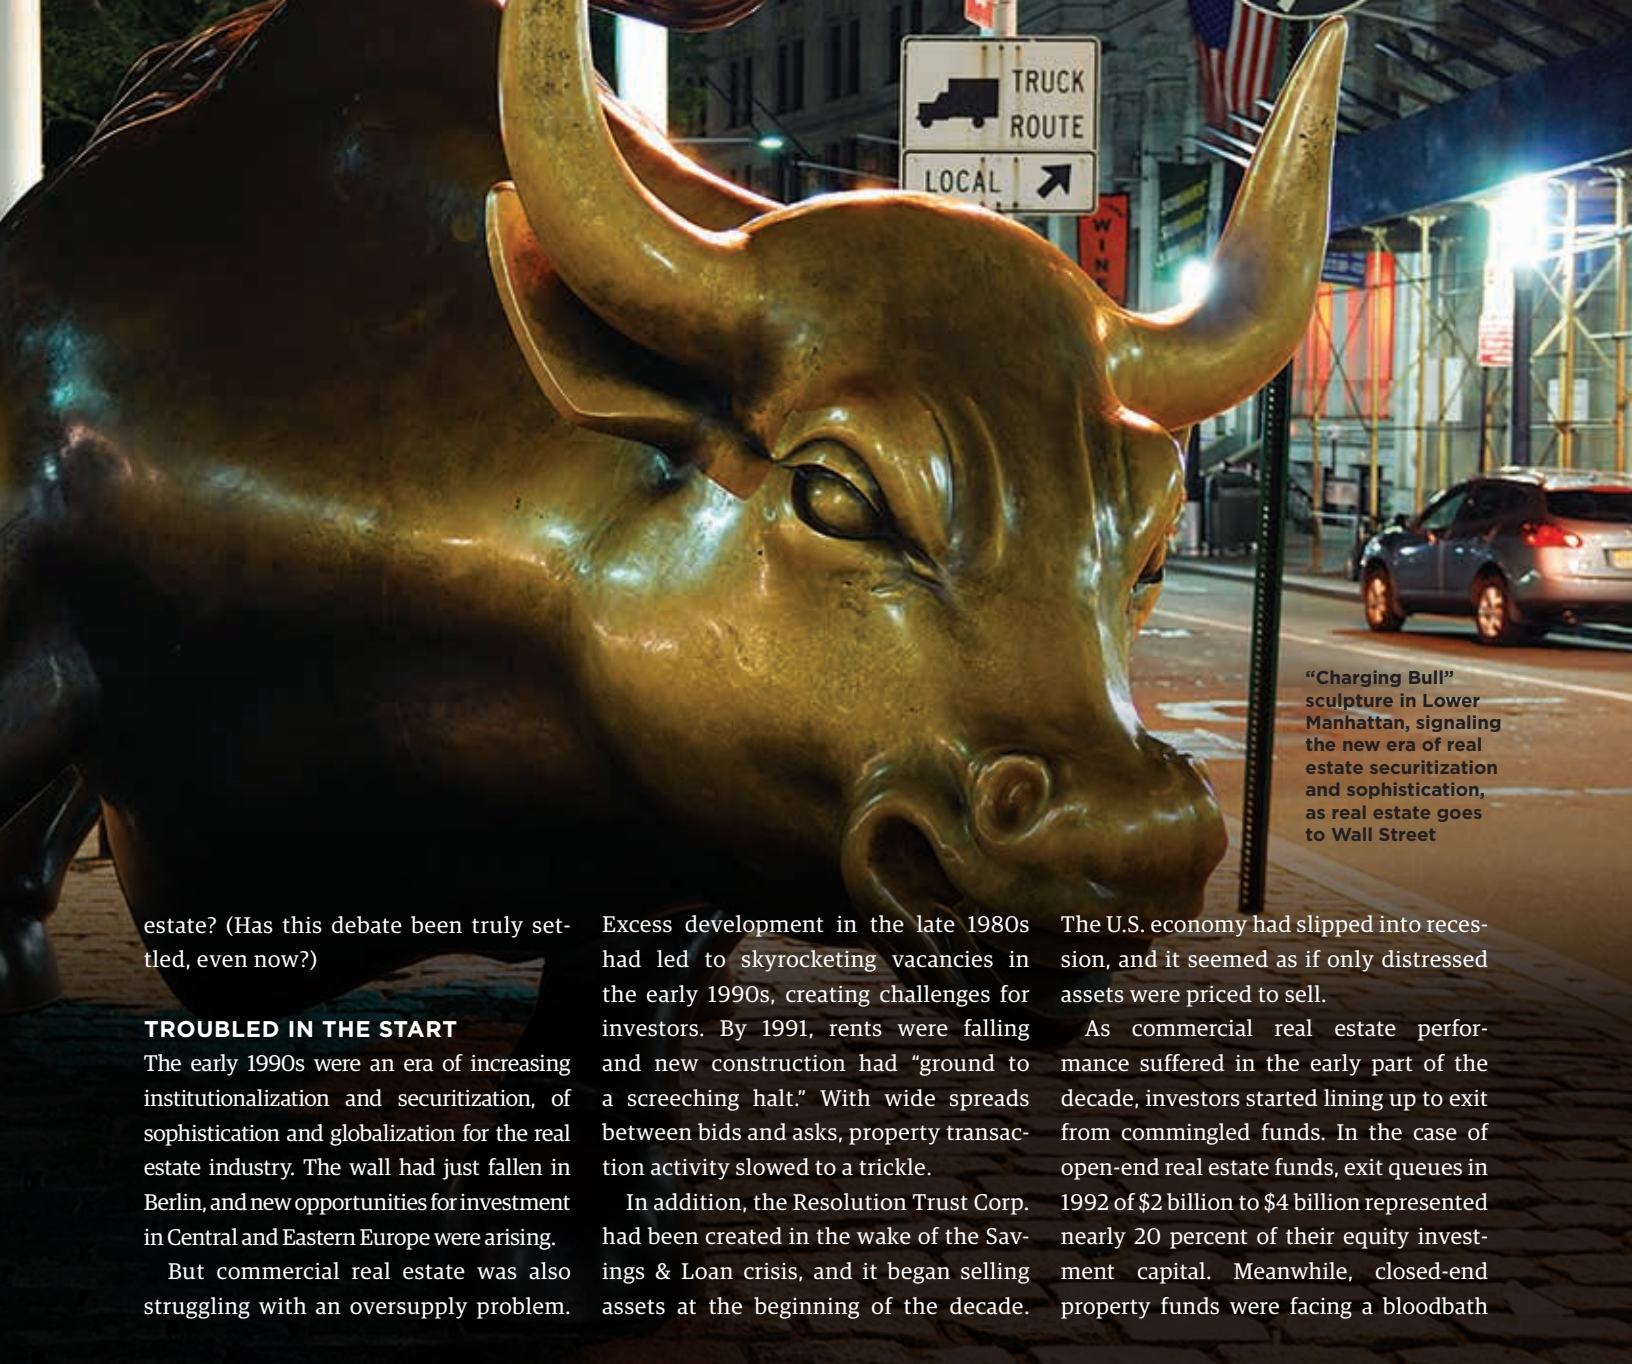 TRUCK
ROUTE
LOCAL
WINE
“Charging Bull”
sculpture in Lower
Manhattan, signaling
the new era of real
estate securitization
and sophistication,
as real estate goes
to Wall Street
estate? (Has this debate been truly set-
tled, even now?)
TROUBLED IN THE START
The early 1990s were an era of increasing
institutionalization and securitization, of
sophistication and globalization for the real
estate industry. The wall had just fallen in
Berlin, and new opportunities for investment
in Central and Eastern Europe were arising.
But commercial real estate was also
struggling with an oversupply problem.
Excess development in the late 1980s
had led to skyrocketing vacancies in
the early 1990s, creating challenges for
investors. By 1991, rents were falling
and new construction had “ground to
a screeching halt.” With wide spreads
between bids and asks, property transac-
tion activity slowed to a trickle.
In addition, the Resolution Trust Corp.
had been created in the wake of the Sav-
ings & Loan crisis, and it began selling
assets at the beginning of the decade.
The U.S. economy had slipped into reces-
sion, and it seemed as if only distressed
assets were priced to sell.
As commercial real estate perfor-
mance suffered in the early part of the
decade, investors started lining up to exit
from commingled funds. In the case of
open-end real estate funds, exit queues in
1992 of $2 billion to $4 billion represented
nearly 20 percent of their equity invest-
ment capital. Meanwhile, closed-end
property funds were facing a bloodbath